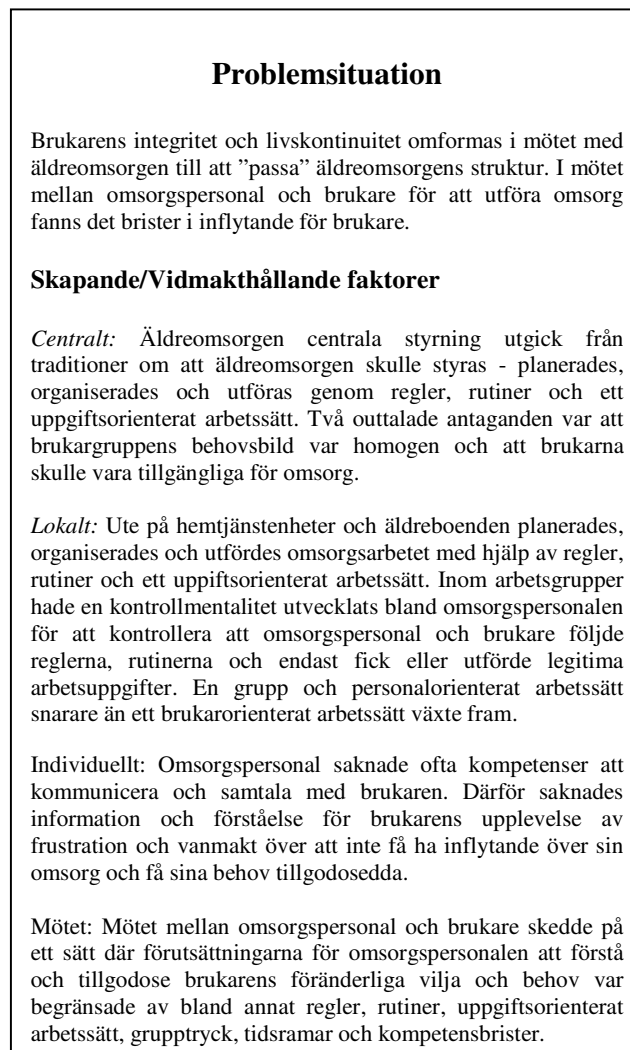 Problemsituation
Brukarens integritet och livskontinuitet omformas i mötet med
äldreomsorgen till att ”passa” äldreomsorgens struktur. I mötet
mellan omsorgspersonal och brukare för att utföra omsorg
fanns det brister i inflytande för brukare.
Skapande/Vidmakthållande faktorer
Centralt: Äldreomsorgen centrala styrning utgick från
traditioner om att äldreomsorgen skulle styras - planerades,
organiserades och utföras genom regler, rutiner och ett
uppgiftsorienterat arbetssätt. Två outtalade antaganden var att
brukargruppens behovsbild var homogen och att brukarna
skulle vara tillgängliga för omsorg.
Lokalt: Ute på hemtjänstenheter och äldreboenden planerades,
organiserades och utfördes omsorgsarbetet med hjälp av regler,
rutiner och ett uppiftsorienterat arbetssätt. Inom arbetsgrupper
hade en kontrollmentalitet utvecklats bland omsorgspersonalen
för att kontrollera att omsorgspersonal och brukare följde
reglerna, rutinerna och endast fick eller utförde legitima
arbetsuppgifter. En grupp och personalorienterat arbetssätt
snarare än ett brukarorienterat arbetssätt växte fram.
Individuellt: Omsorgspersonal saknade ofta kompetenser att
kommunicera och samtala med brukaren. Därför saknades
information och förståelse för brukarens upplevelse av
frustration och vanmakt över att inte få ha inflytande över sin
omsorg och få sina behov tillgodosedda.
Mötet: Mötet mellan omsorgspersonal och brukare skedde på
ett sätt där förutsättningarna för omsorgspersonalen att förstå
och tillgodose brukarens föränderliga vilja och behov var
begränsade av bland annat regler, rutiner, uppgiftsorienterat
arbetssätt, grupptryck, tidsramar och kompetensbrister.